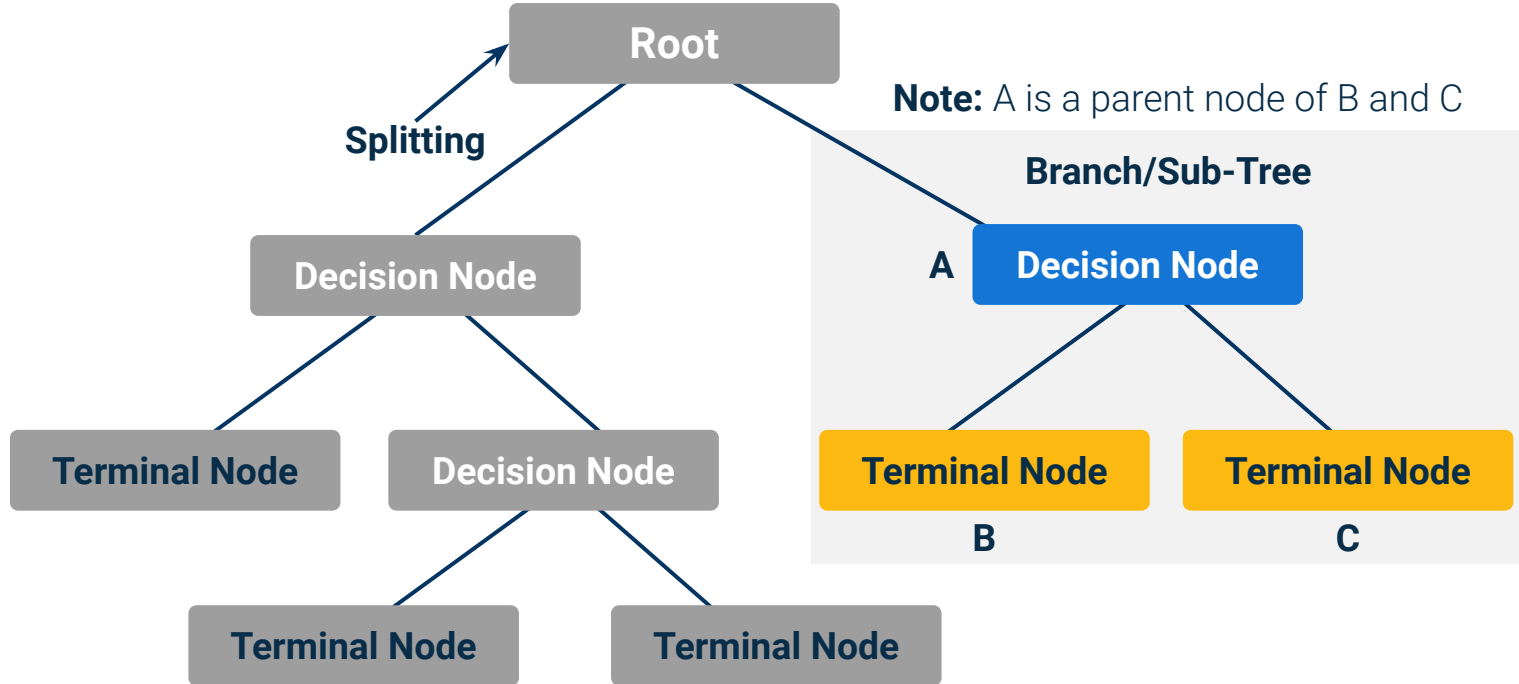 Root
Note: A is a parent node of B and C
Splitting
Branch/Sub-Tree
Decision Node
A
Decision Node
Terminal Node
Decision Node
Terminal Node
Terminal Node
B
C
Terminal Node
Terminal Node